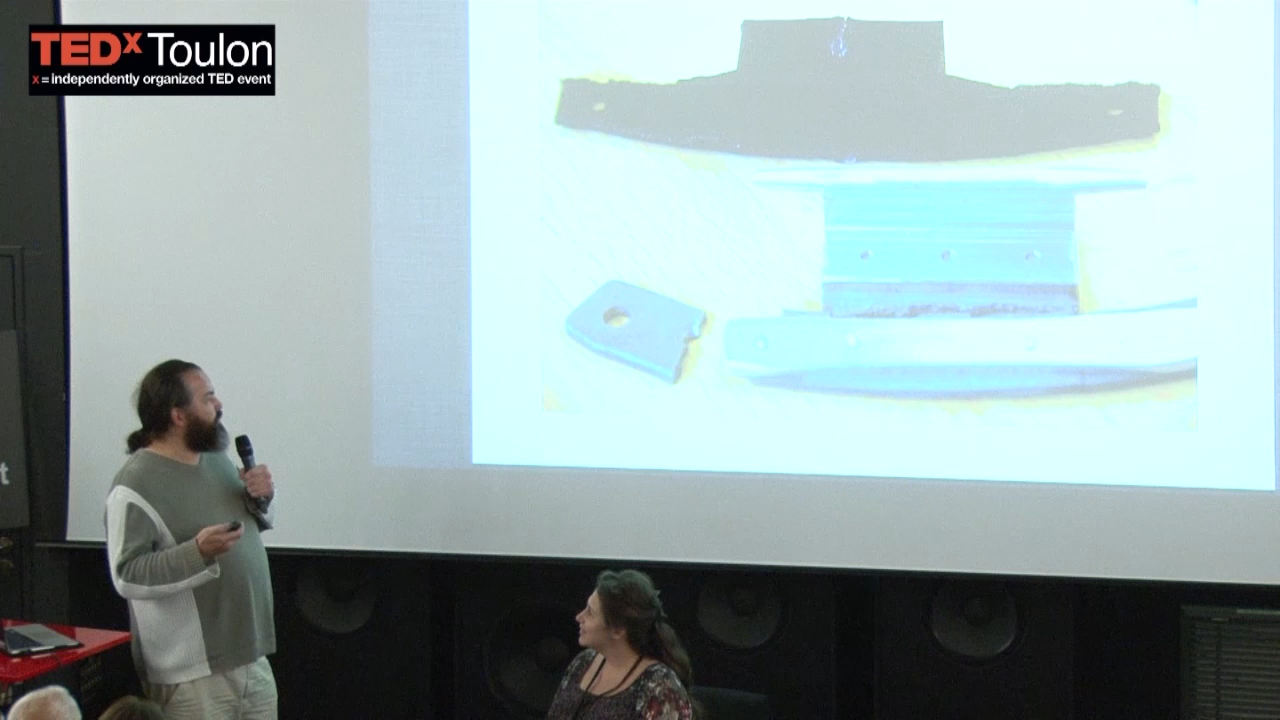 TEDx Toulon
x = independently organized TED event
t